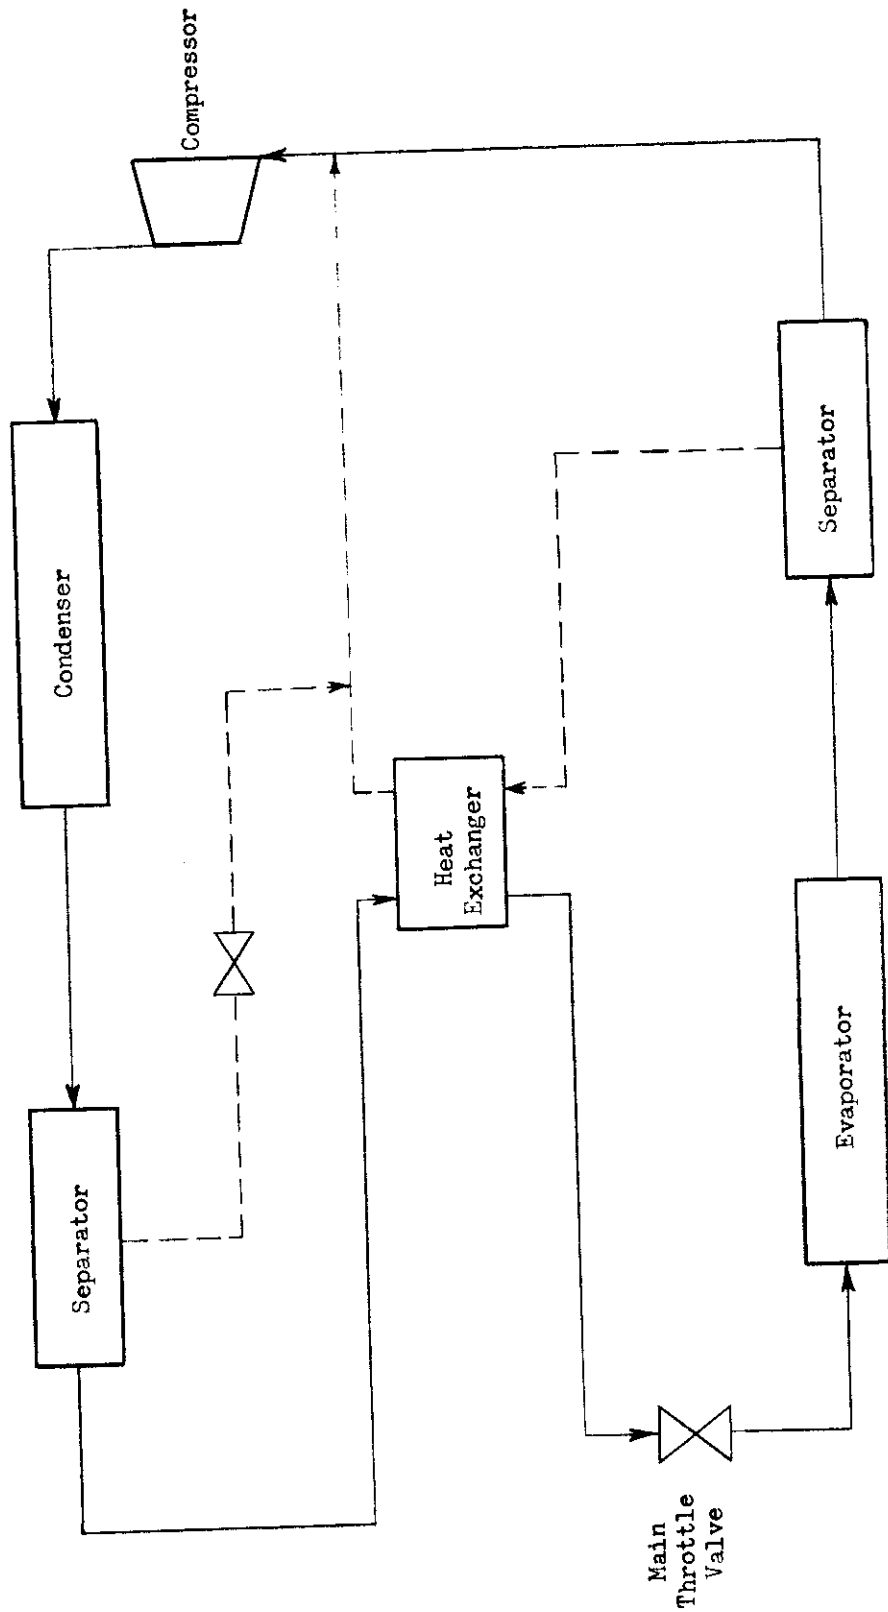 Compressor
Condenser
Separator
Heat
Exchanger
Separator
Evaporator
Main
Throttle
Valve